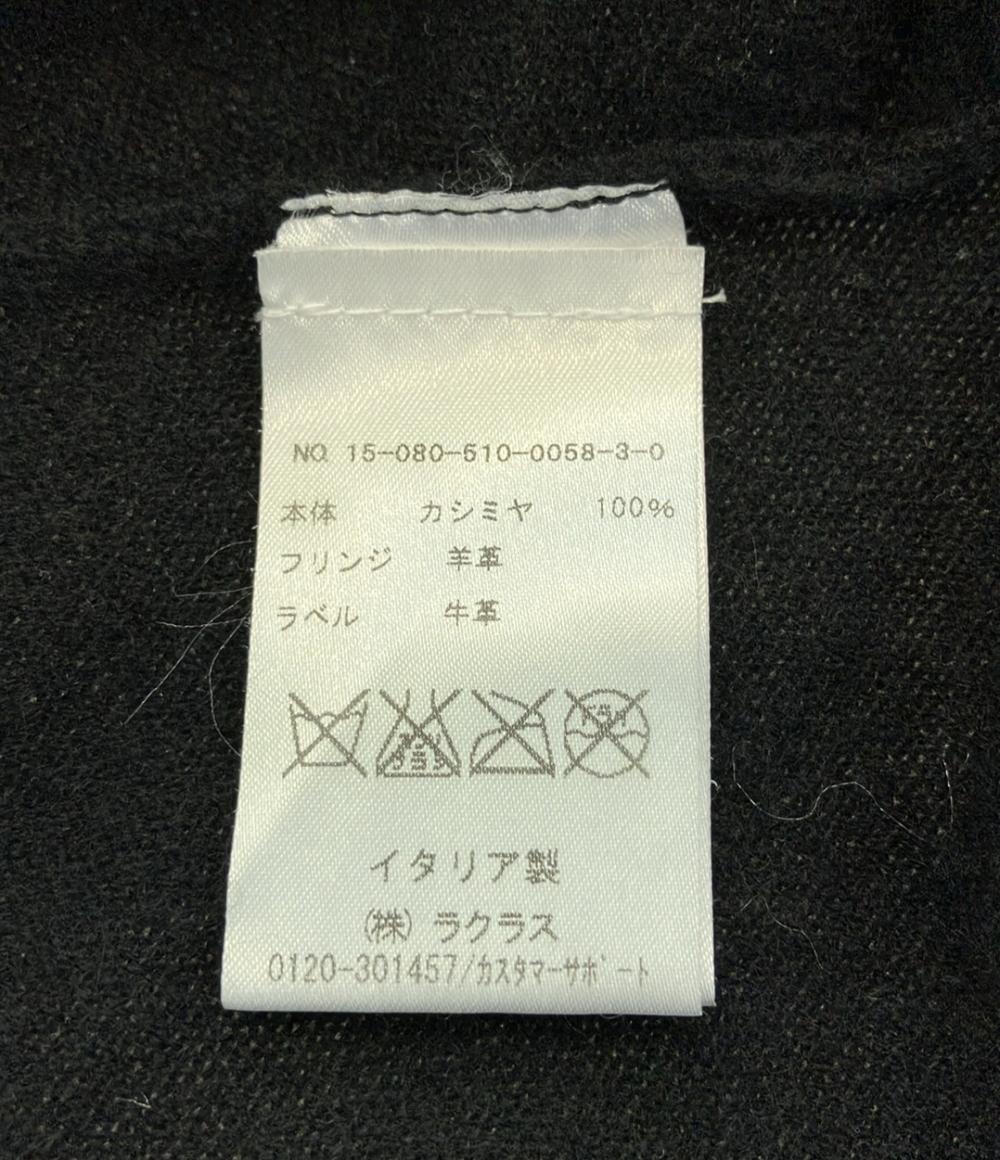 NO. 15-080-510-0058-3-0
本体 カシミヤ 100%
フリンジ 羊革
ラベル 牛革
イタリア製
(株) ラクラス
0120-301457/カスタマーサポート